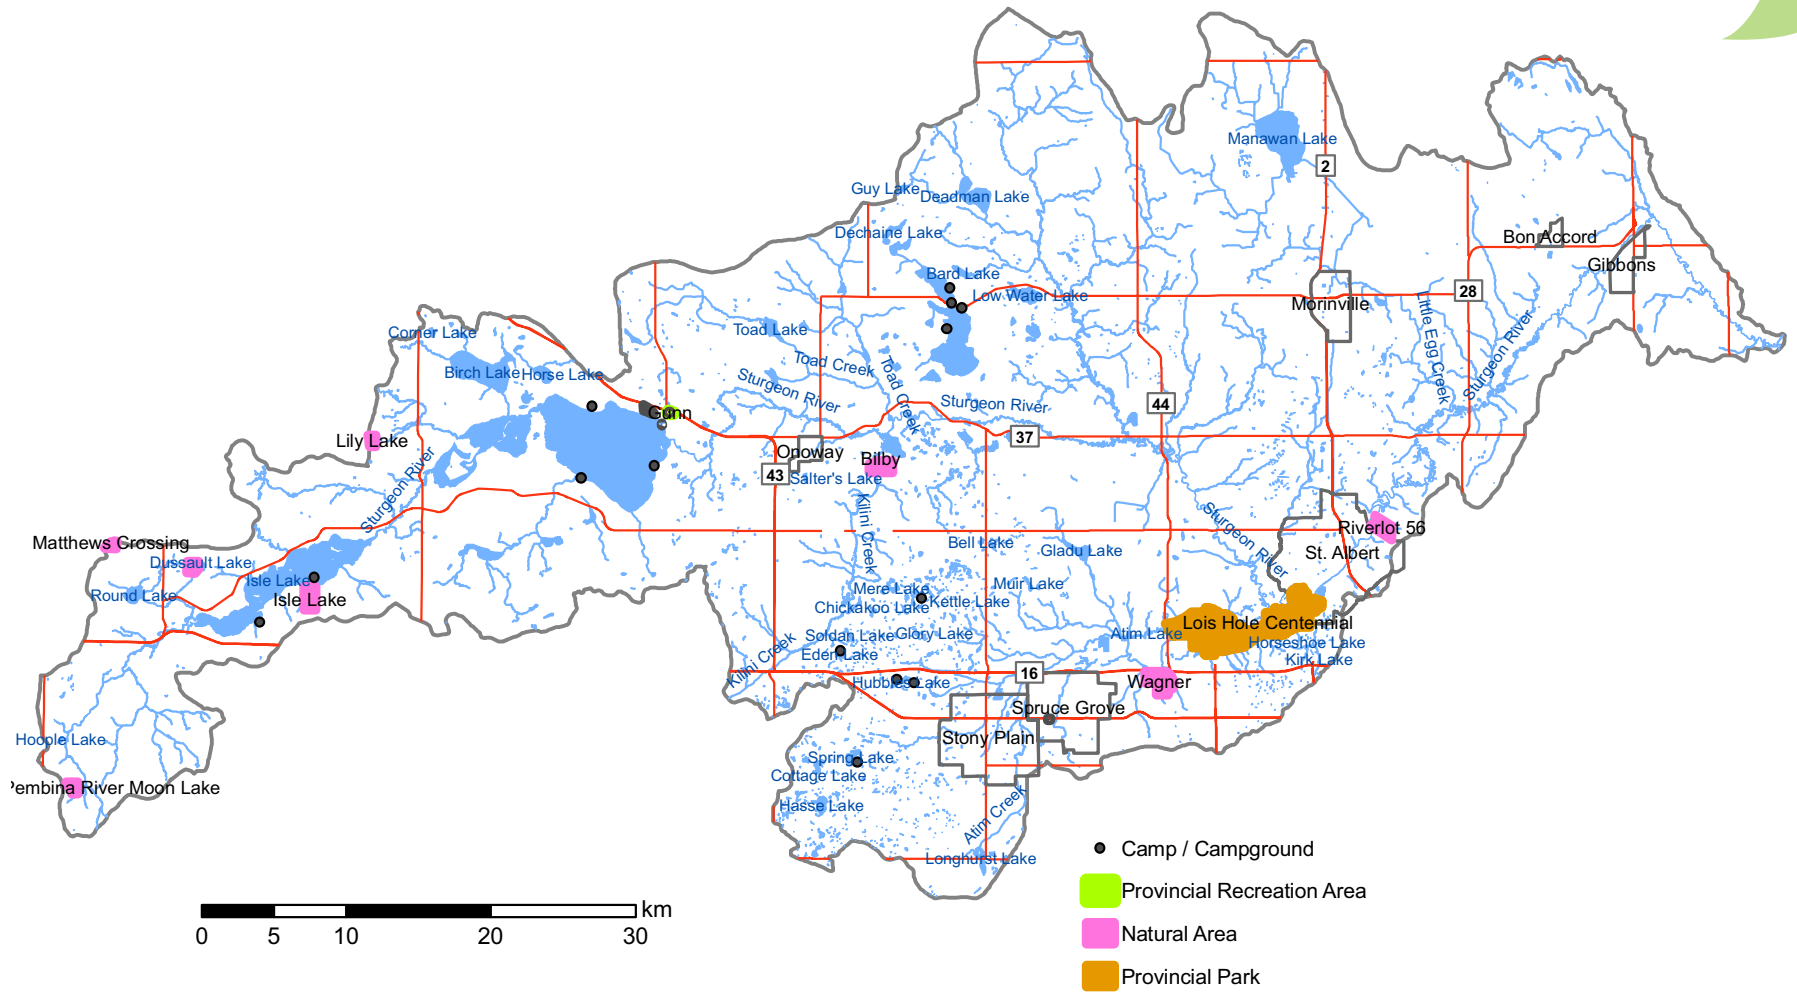 Manawan Lake
2
Guy Lake
Deadman Lake
Dechaine Lake
Bon Accord
Gibbons
Bard Lake
Low Water Lake
28
Morinville
Little Egg Creek
Sturgeon River
Corner Lake
Toad Lake
Toad Creek
Toad Creek
Birch Lake
Horse Lake
Sturgeon River
Sturgeon River
44
Gunn
37
Lily Lake
Onoway
Bilby
43
Salter's Lake
Sturgeon River
Kilini Creek
Sturgeon River
Riverlot 56
Matthews Crossing
Bell Lake
Gladu Lake
St. Albert
Dussault Lake
Isle Lake
Round Lake
Isle Lake
Mere Lake
Muir Lake
Kettle Lake
Chickakoo Lake
Lois Hole Centennial
Soldan Lake
Glory Lake
Atim Lake
Horseshoe Lake
Eden Lake
Kirk Lake
Kilini Creek
16
Hubbles Lake
Wagner
Spruce Grove
Stony Plain
Hoople Lake
Spring Lake
Cottage Lake
Pembina River Moon Lake
Hasse Lake
Atim Creek
Longhurst Lake
Camp / Campground
Provincial Recreation Area
Natural Area
Provincial Park
km
0 5 10 20 30